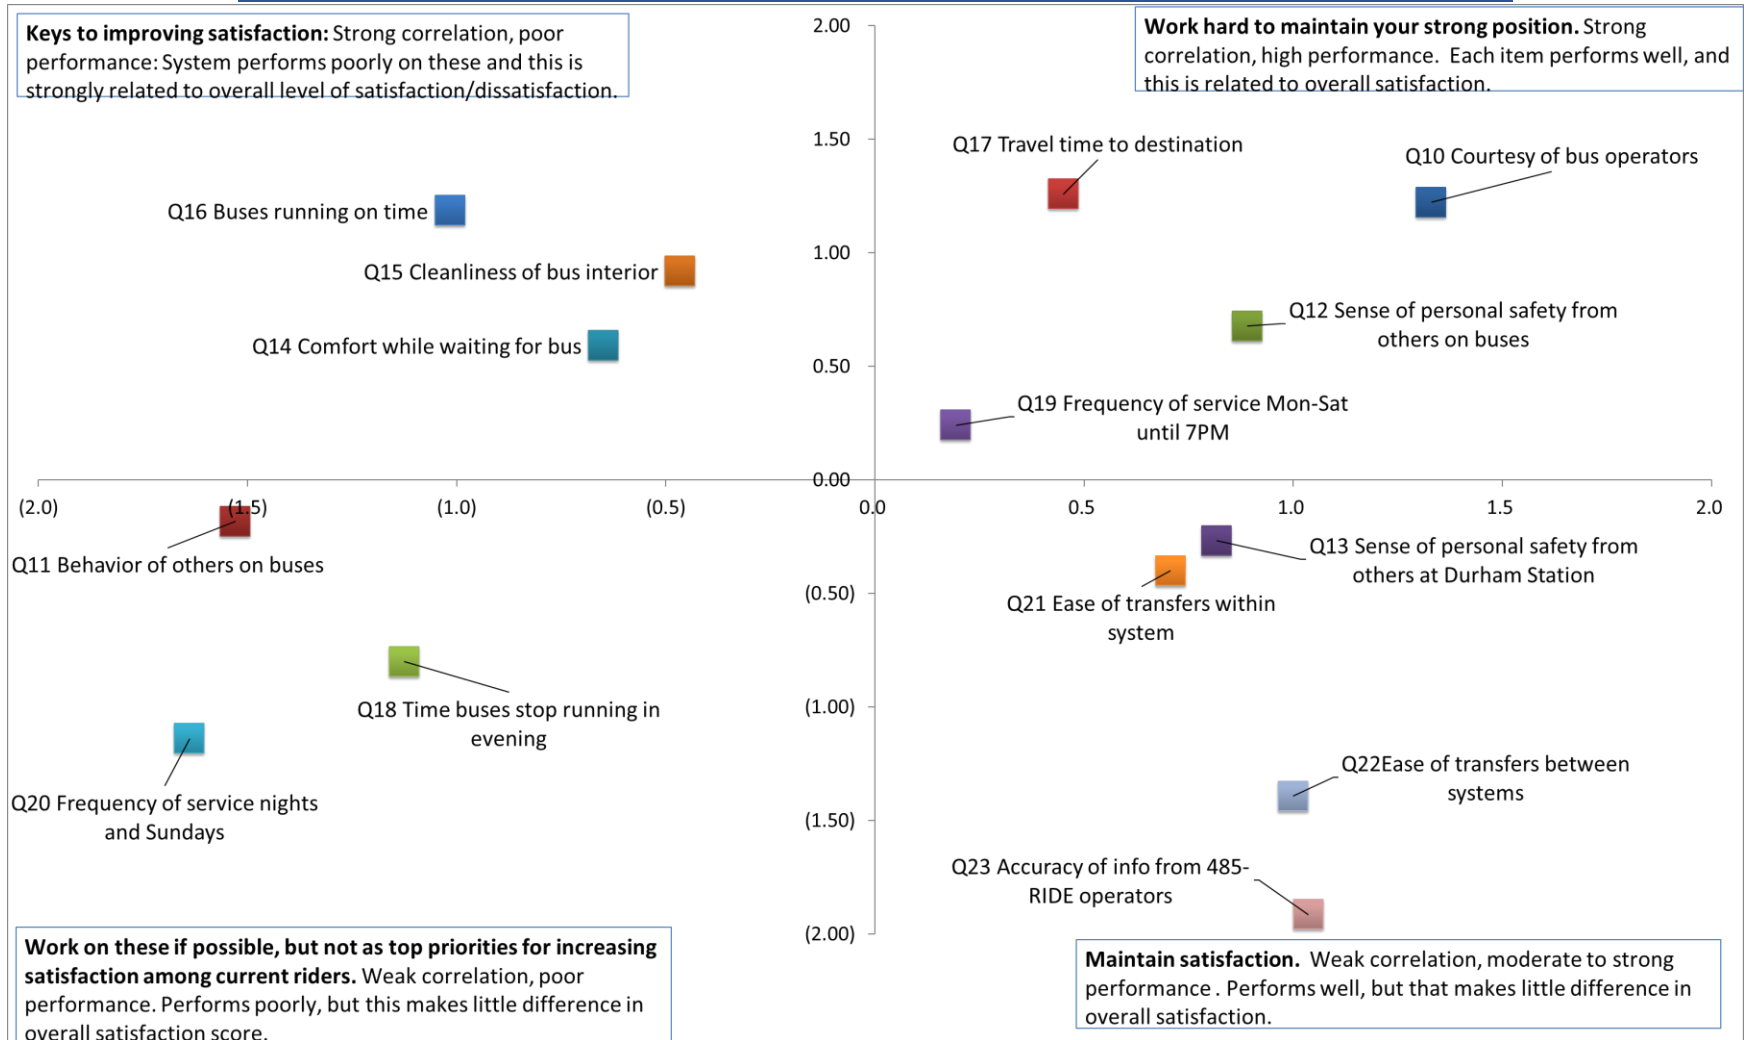 Keys to improving satisfaction: Strong correlation, poor
performance: System performs poorly on these and this is
strongly related to overall level of satisfaction/dissatisfaction.
Work hard to maintain your strong position. Strong
correlation, high performance. Each item performs well, and
this is related to overall satisfaction.
2.00
1.50
1.00
0.50
0.00
(0.50)
(1.00)
(1.50)
(2.00)
(2.0)
(1.5)
(1.0)
(0.5)
0.0
0.5
1.0
1.5
2.0
Q17 Travel time to destination
Q10 Courtesy of bus operators
Q16 Buses running on time
Q15 Cleanliness of bus interior
Q14 Comfort while waiting for bus
Q12 Sense of personal safety from
others on buses
Q19 Frequency of service Mon-Sat
until 7PM
Q11 Behavior of others on buses
Q13 Sense of personal safety from
others at Durham Station
Q21 Ease of transfers within
system
Q18 Time buses stop running in
evening
Q20 Frequency of service nights
and Sundays
Q22Ease of transfers between
systems
Q23 Accuracy of info from 485-
RIDE operators
Work on these if possible, but not as top priorities for increasing
satisfaction among current riders. Weak correlation, poor
performance. Performs poorly, but this makes little difference in
overall satisfaction score.
Maintain satisfaction. Weak correlation, moderate to strong
performance . Performs well, but that makes little difference in
overall satisfaction.